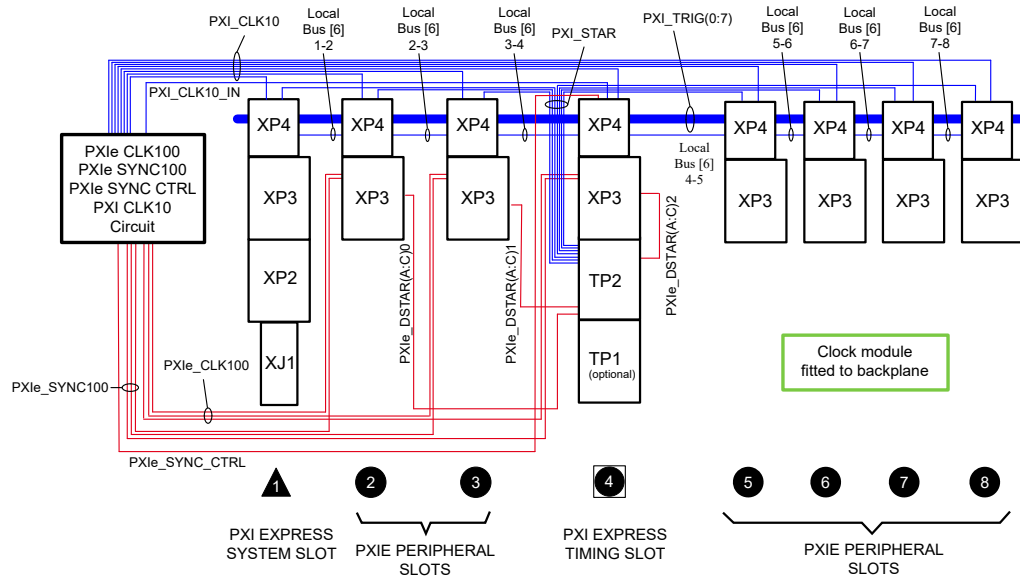 PXI_CLK10
Local
Bus [6]
1-2
Local
Bus [6]
2-3
Local
Bus [6]
3-4
PXI_STAR
PXI_TRIG(0:7)
Local
Bus [6]
5-6
Local
Bus [6]
6-7
Local
Bus [6]
7-8
PXI_CLK10_IN
XP4
XP4
XP4
XP4
XP4
XP4
XP4
XP4
PXIe CLK100
PXIe SYNC100
PXIe SYNC CTRL
PXI CLK10
Circuit
Local
Bus [6]
4-5
XP3
XP3
XP3
XP3
XP3
XP3
XP3
XP3
XP2
TP2
PXIe_DSTAR(A:C)0
PXIe_DSTAR(A:C)1
PXIe_DSTAR(A:C)2
XJ1
TP1
(optional)
Clock module
fitted to backplane
PXIe_CLK100
PXIe_SYNC100
PXIe_SYNC_CTRL
1
2
3
4
5
6
7
8
PXI EXPRESS
SYSTEM SLOT
PXIE PERIPHERAL
SLOTS
PXI EXPRESS
TIMING SLOT
PXIE PERIPHERAL
SLOTS